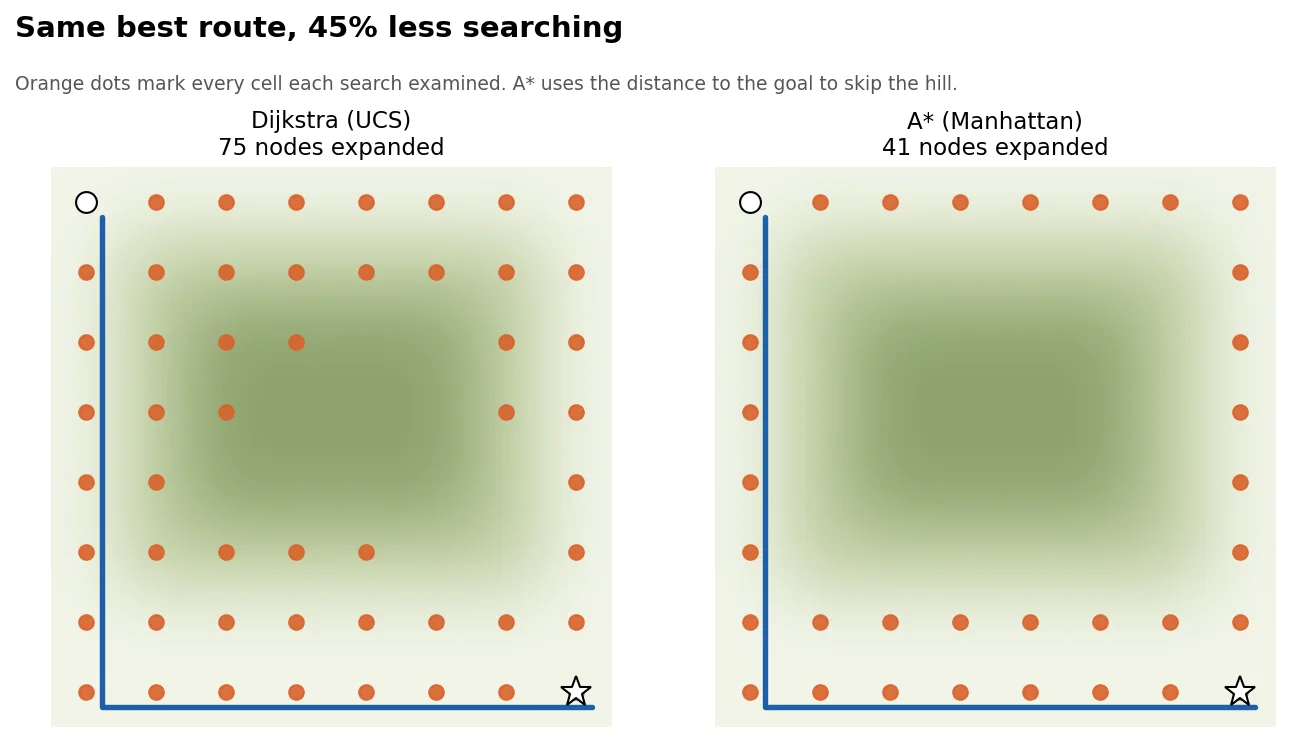 Same best route, 45% less searching
Orange dots mark every cell each search examined. A* uses the distance to the goal to skip the hill.
Dijkstra (UCS)
75 nodes expanded
A* (Manhattan)
41 nodes expanded